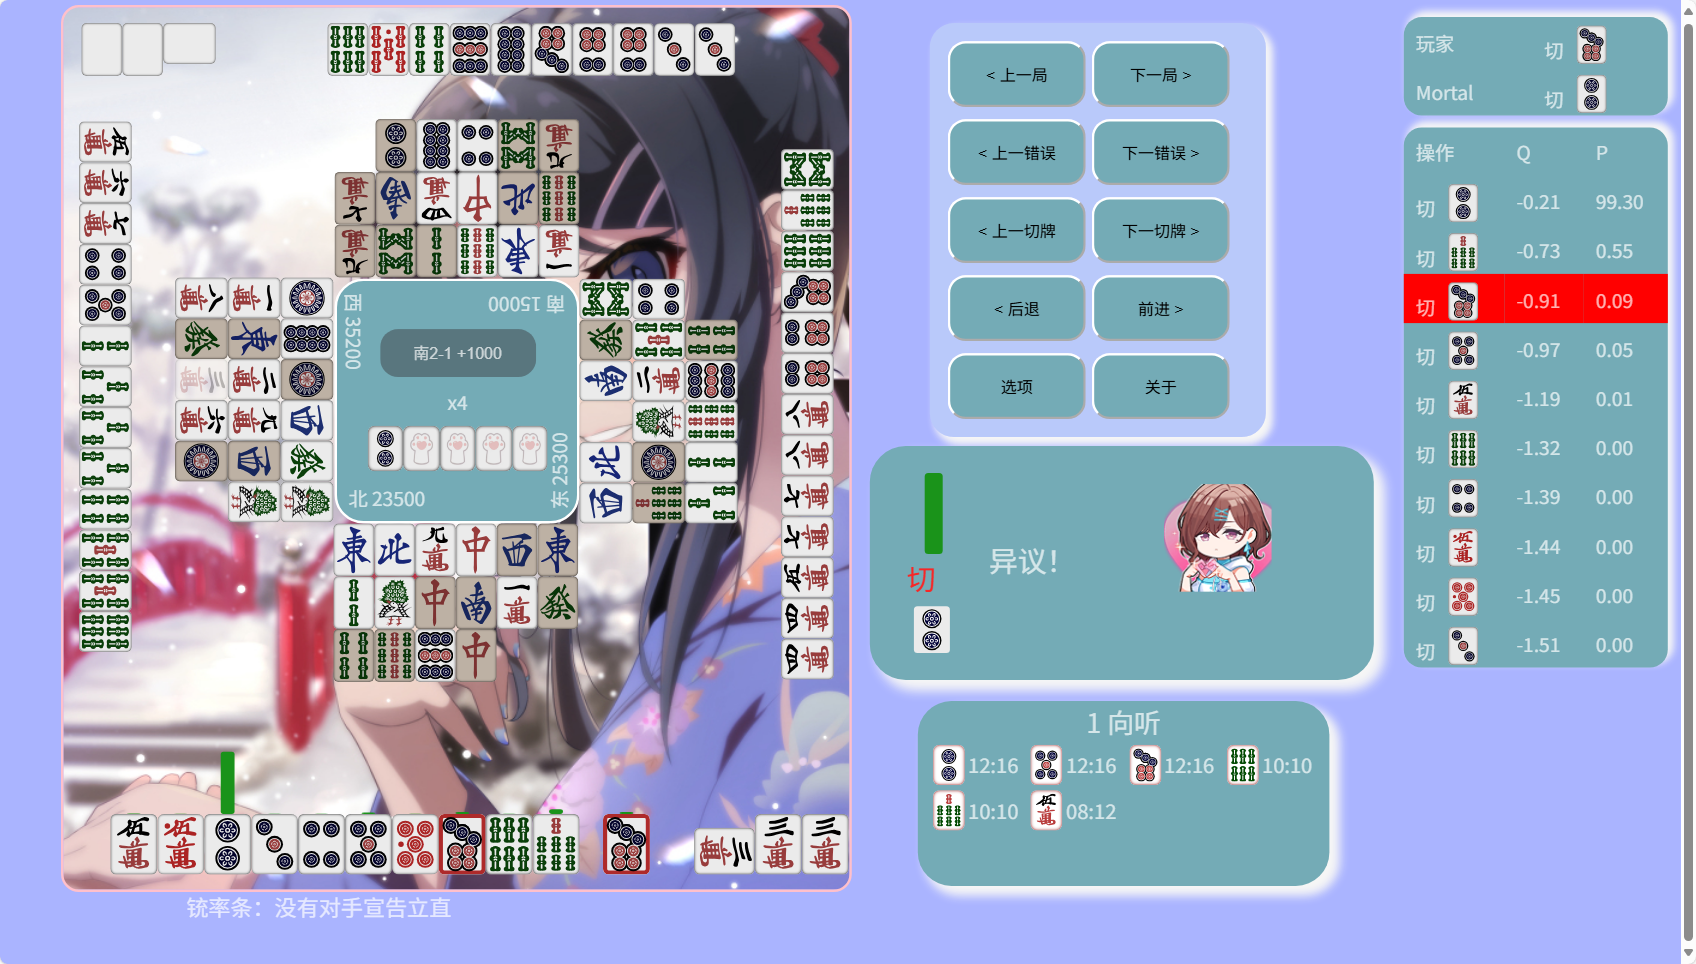 < 上一局
下一局 >
< 上一错误
下一错误 >
< 上一切牌
下一切牌 >
< 后退
前进 >
选项
关于
玩家 切
Mortal 切
操作 Q P
切 -0.21 99.30
切 -0.73 0.55
切 -0.91 0.09
切 -0.97 0.05
切 -1.19 0.01
切 -1.32 0.00
切 -1.39 0.00
切 -1.44 0.00
切 -1.45 0.00
切 -1.51 0.00
南 15000
西 35200
南2-1 +1000
x4
北 23500
东 25300
切
异议!
1 向听
12:16 12:16 12:16 10:10
10:10 08:12
铳率条：没有对手宣告立直